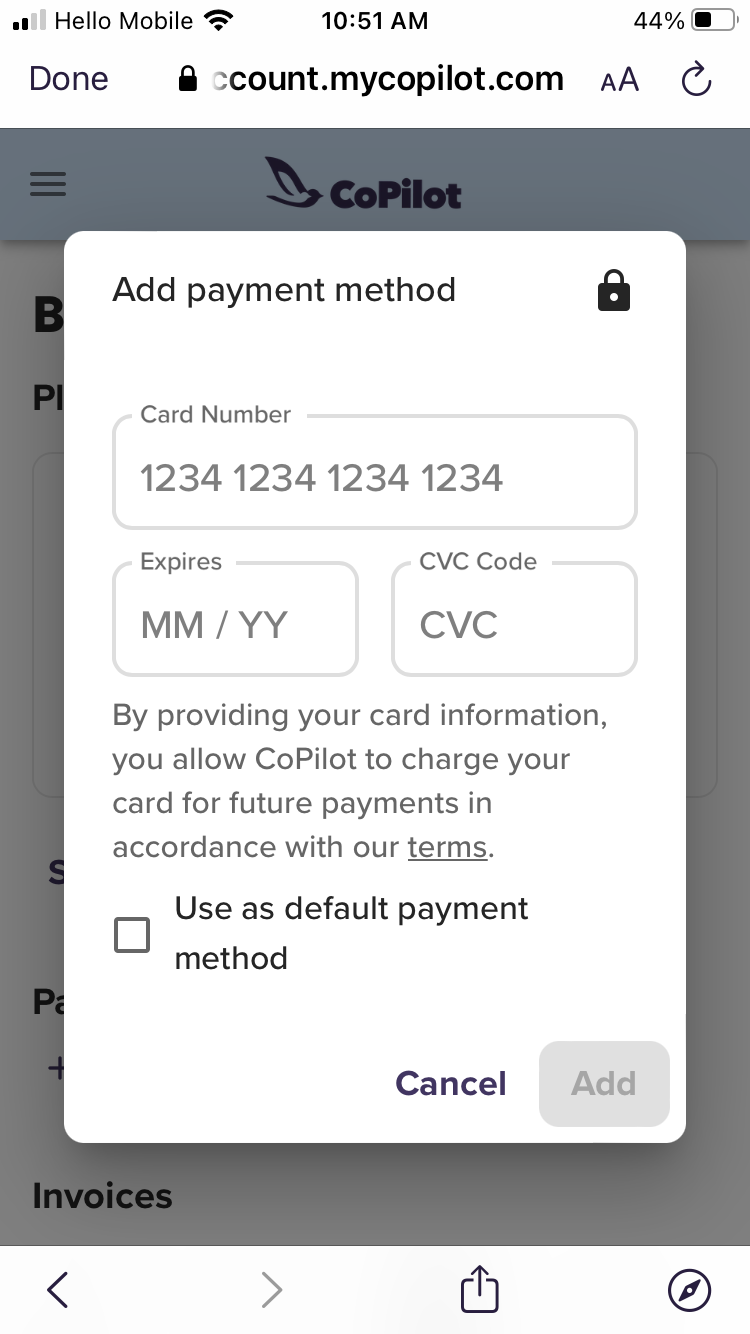 Hello Mobile 10:51 AM 44%
Done ccount.mycopilot.com AA
CoPilot
Add payment method
Card Number
1234 1234 1234 1234
Expires CVC Code
MM / YY CVC
By providing your card information,
you allow CoPilot to charge your
card for future payments in
accordance with our terms.
Use as default payment
method
Cancel Add
Invoices